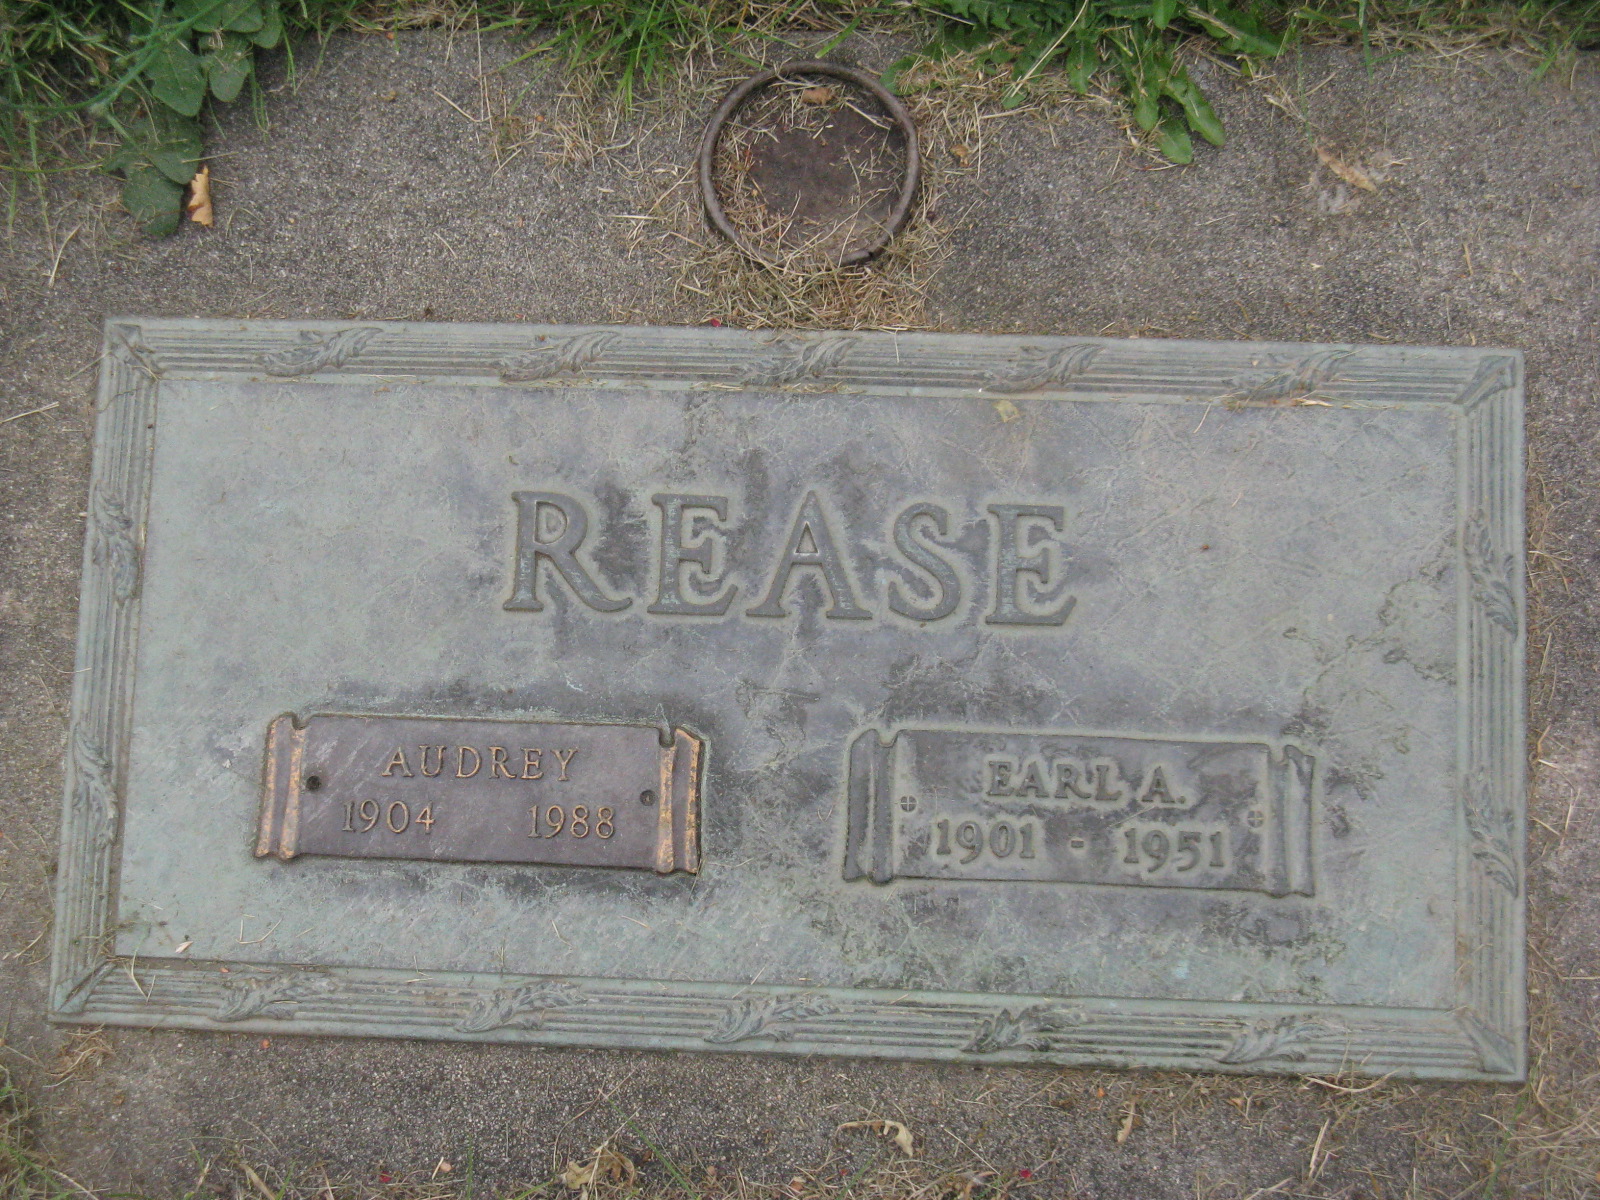 REASE
AUDREY
1904 1988
EARL A.
1901 - 1951